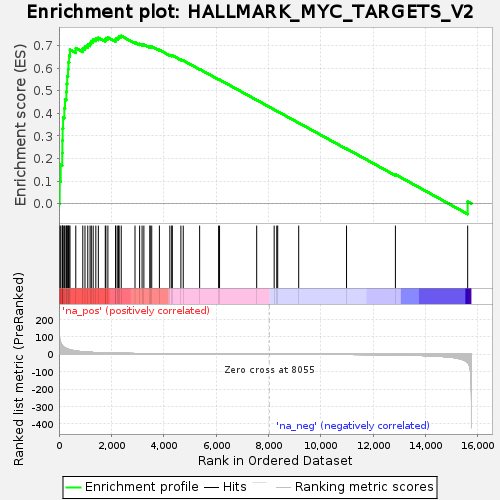 Enrichment plot: HALLMARK_MYC_TARGETS_V2
Enrichment score (ES)
0.7
0.6
0.5
0.4
0.3
0.2
0.1
0.0
'na_pos' (positively correlated)
Ranked list metric (PreRanked)
200
100
0
-100
-200
-300
-400
Zero cross at 8055
'na_neg' (negatively correlated)
0
2,000
4,000
6,000
8,000
10,000
12,000
14,000
16,000
Rank in Ordered Dataset
Enrichment profile
Hits
Ranking metric scores